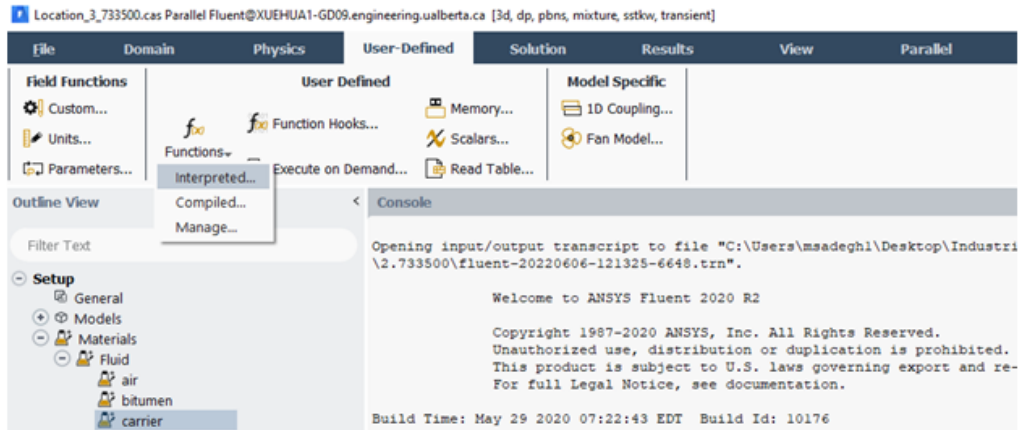 Location_3_733500.cas Parallel Fluent@XUEHUA1-GD09.engineering.ualberta.ca [3d, dp, pbns, mixture, sstkw, transient]
File Domain Physics User-Defined Solution Results View Parallel
Field Functions User Defined Model Specific
Custom...
Units...
Parameters...
Functions
Function Hooks...
Execute on Demand...
Memory...
Scalars...
Read Table...
1D Coupling...
Fan Model...
Interpreted...
Compiled...
Manage...
Outline View
Filter Text
Setup
General
Models
Materials
Fluid
air
bitumen
carrier
Console
Opening input/output transcript to file "C:\Users\msadegh1\Desktop\Industri
\2.733500\fluent-20220606-121325-6648.trn".
Welcome to ANSYS Fluent 2020 R2
Copyright 1987-2020 ANSYS, Inc. All Rights Reserved.
Unauthorized use, distribution or duplication is prohibited.
This product is subject to U.S. laws governing export and re-
For full Legal Notice, see documentation.
Build Time: May 29 2020 07:22:43 EDT Build Id: 10176